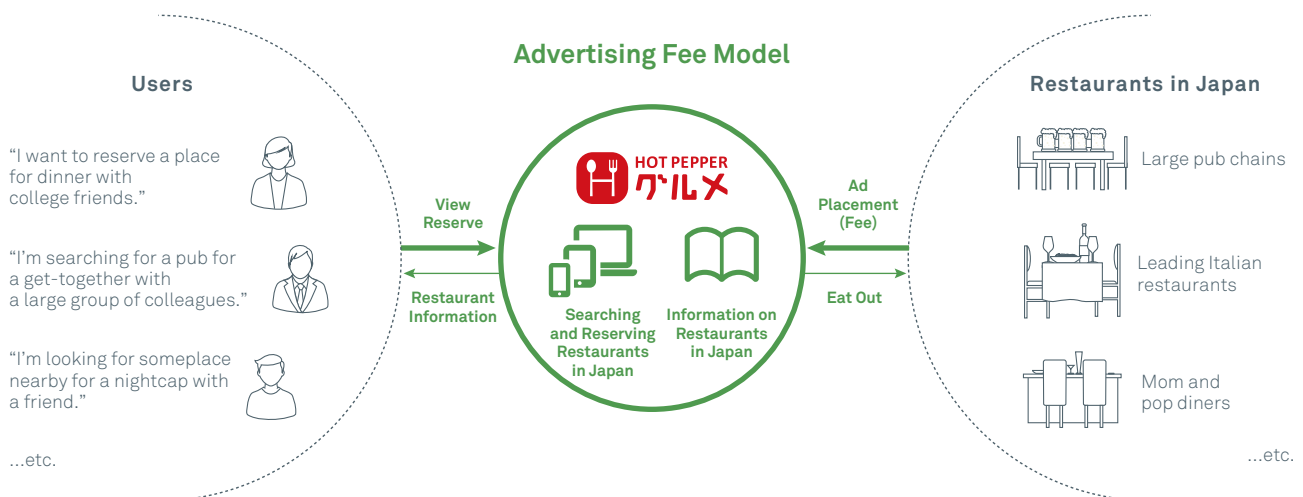 Advertising Fee Model
Users
“I want to reserve a place
for dinner with
college friends.”
“I’m searching for a pub for
a get-together with
a large group of colleagues.”
“I’m looking for someplace
nearby for a nightcap with
a friend.”
...etc.
View
Reserve
Restaurant
Information
HOT PEPPER
グルメ
Searching
and Reserving
Restaurants
in Japan
Information on
Restaurants
in Japan
Ad
Placement
(Fee)
Eat Out
Restaurants in Japan
Large pub chains
Leading Italian
restaurants
Mom and
pop diners
...etc.